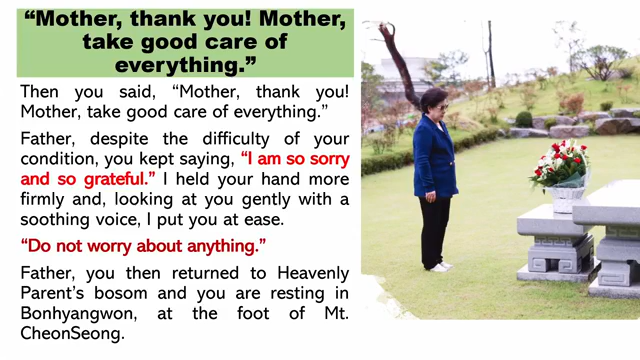 “Mother, thank you! Mother,
take good care of
everything.”
Then you said, “Mother, thank you!
Mother, take good care of everything.”
Father, despite the difficulty of your
condition, you kept saying, “I am so sorry
and so grateful.” I held your hand more
firmly and, looking at you gently with a
soothing voice, I put you at ease.
“Do not worry about anything.”
Father, you then returned to Heavenly
Parent’s bosom and you are resting in
Bonhyangwon, at the foot of Mt.
CheonSeong.